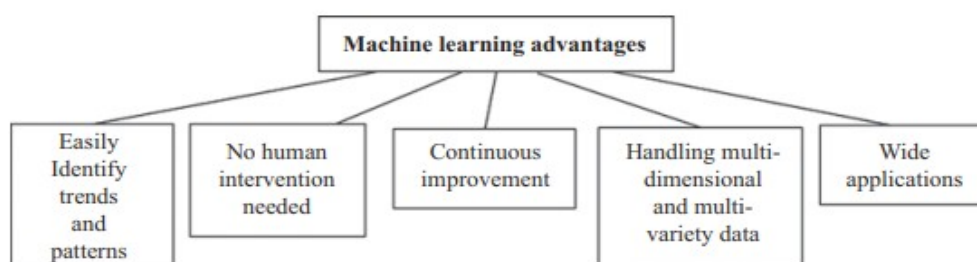 Machine learning advantages
Easily
Identify
trends
and
patterns
No human
intervention
needed
Continuous
improvement
Handling multi-
dimensional
and multi-
variety data
Wide
applications